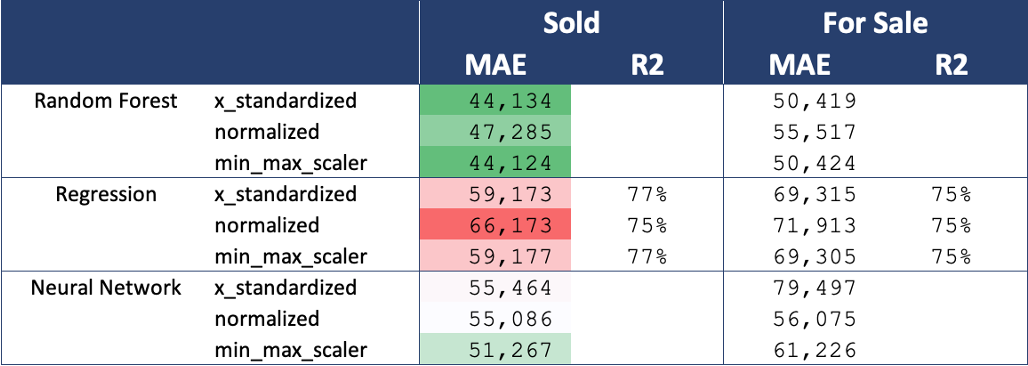 Sold For Sale
MAE R2 MAE R2
Random Forest x_standardized 44,134 50,419
normalized 47,285 55,517
min_max_scaler 44,124 50,424
Regression x_standardized 59,173 77% 69,315 75%
normalized 66,173 75% 71,913 75%
min_max_scaler 59,177 77% 69,305 75%
Neural Network x_standardized 55,464 79,497
normalized 55,086 56,075
min_max_scaler 51,267 61,226